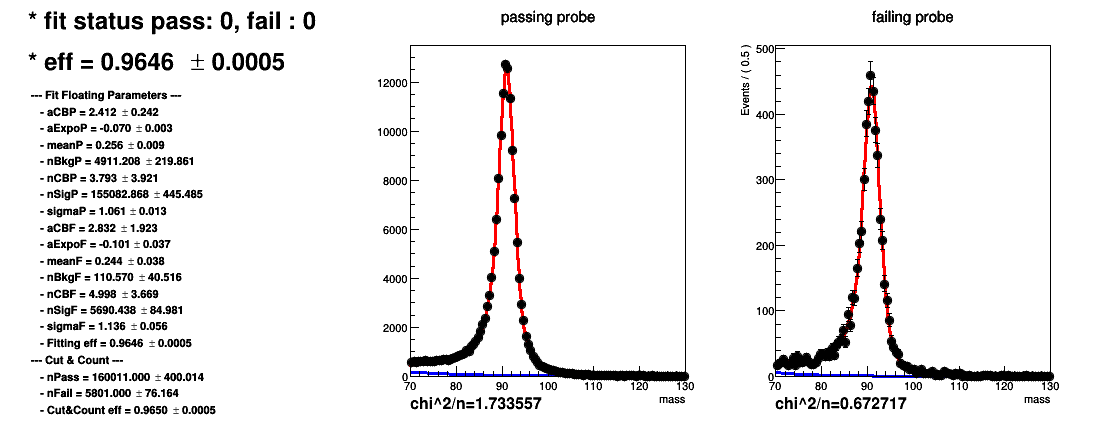 * fit status pass: 0, fail : 0
* eff = 0.9646 ± 0.0005
--- Fit Floating Parameters ---
- aCBP = 2.412 ± 0.242
- aExpoP = -0.070 ± 0.003
- meanP = 0.256 ± 0.009
- nBkgP = 4911.208 ± 219.861
- nCBP = 3.793 ± 3.921
- nSigP = 155082.868 ± 445.485
- sigmaP = 1.061 ± 0.013
- aCBF = 2.832 ± 1.923
- aExpoF = -0.101 ± 0.037
- meanF = 0.244 ± 0.038
- nBkgF = 110.570 ± 40.516
- nCBF = 4.998 ± 3.669
- nSigF = 5690.438 ± 84.981
- sigmaF = 1.136 ± 0.056
- Fitting eff = 0.9646 ± 0.0005
--- Cut & Count ---
- nPass = 160011.000 ± 400.014
- nFail = 5801.000 ± 76.164
- Cut&Count eff = 0.9650 ± 0.0005
passing probe
12000
10000
8000
6000
4000
2000
0
70 80 90 100 110 120 130
mass
chi^2/n=1.733557
failing probe
Events / ( 0.5 )
500
400
300
200
100
0
70 80 90 100 110 120 130
mass
chi^2/n=0.672717